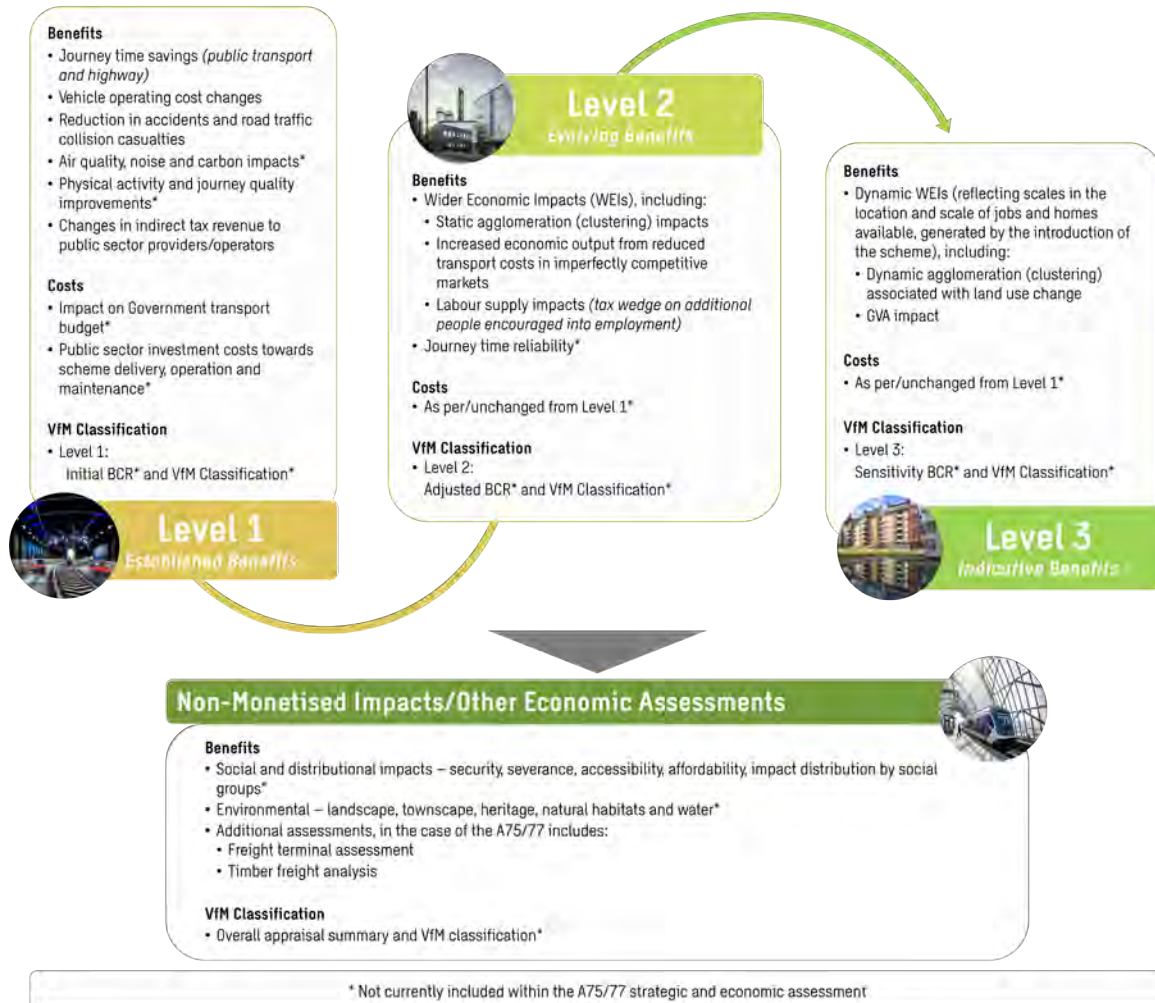 Benefits
• Journey time savings (public transport
and highway)
• Vehicle operating cost changes
• Reduction in accidents and road traffic
collision casualties
• Air quality, noise and carbon impacts*
• Physical activity and journey quality
improvements*
• Changes in indirect tax revenue to
public sector providers/operators
Costs
• Impact on Government transport
budget*
• Public sector investment costs towards
scheme delivery, operation and
maintenance*
VfM Classification
• Level 1:
Initial BCR* and VfM Classification*
Level 1
Established Benefits
Level 2
Evolving Benefits
Benefits
• Wider Economic Impacts (WEIs), including:
• Static agglomeration (clustering) impacts
• Increased economic output from reduced
transport costs in imperfectly competitive
markets
• Labour supply impacts (tax wedge on additional
people encouraged into employment)
• Journey time reliability*
Costs
• As per/unchanged from Level 1*
VfM Classification
• Level 2:
Adjusted BCR* and VfM Classification*
Benefits
• Dynamic WEIs (reflecting scales in the
location and scale of jobs and homes
available, generated by the introduction of
the scheme), including:
• Dynamic agglomeration (clustering)
associated with land use change
• GVA impact
Costs
• As per/unchanged from Level 1*
VfM Classification
• Level 3:
Sensitivity BCR* and VfM Classification*
Level 3
Indicative Benefits
Non-Monetised Impacts/Other Economic Assessments
Benefits
• Social and distributional impacts – security, severance, accessibility, affordability, impact distribution by social
groups*
• Environmental – landscape, townscape, heritage, natural habitats and water*
• Additional assessments, in the case of the A75/77 includes:
• Freight terminal assessment
• Timber freight analysis
VfM Classification
• Overall appraisal summary and VfM classification*
* Not currently included within the A75/77 strategic and economic assessment